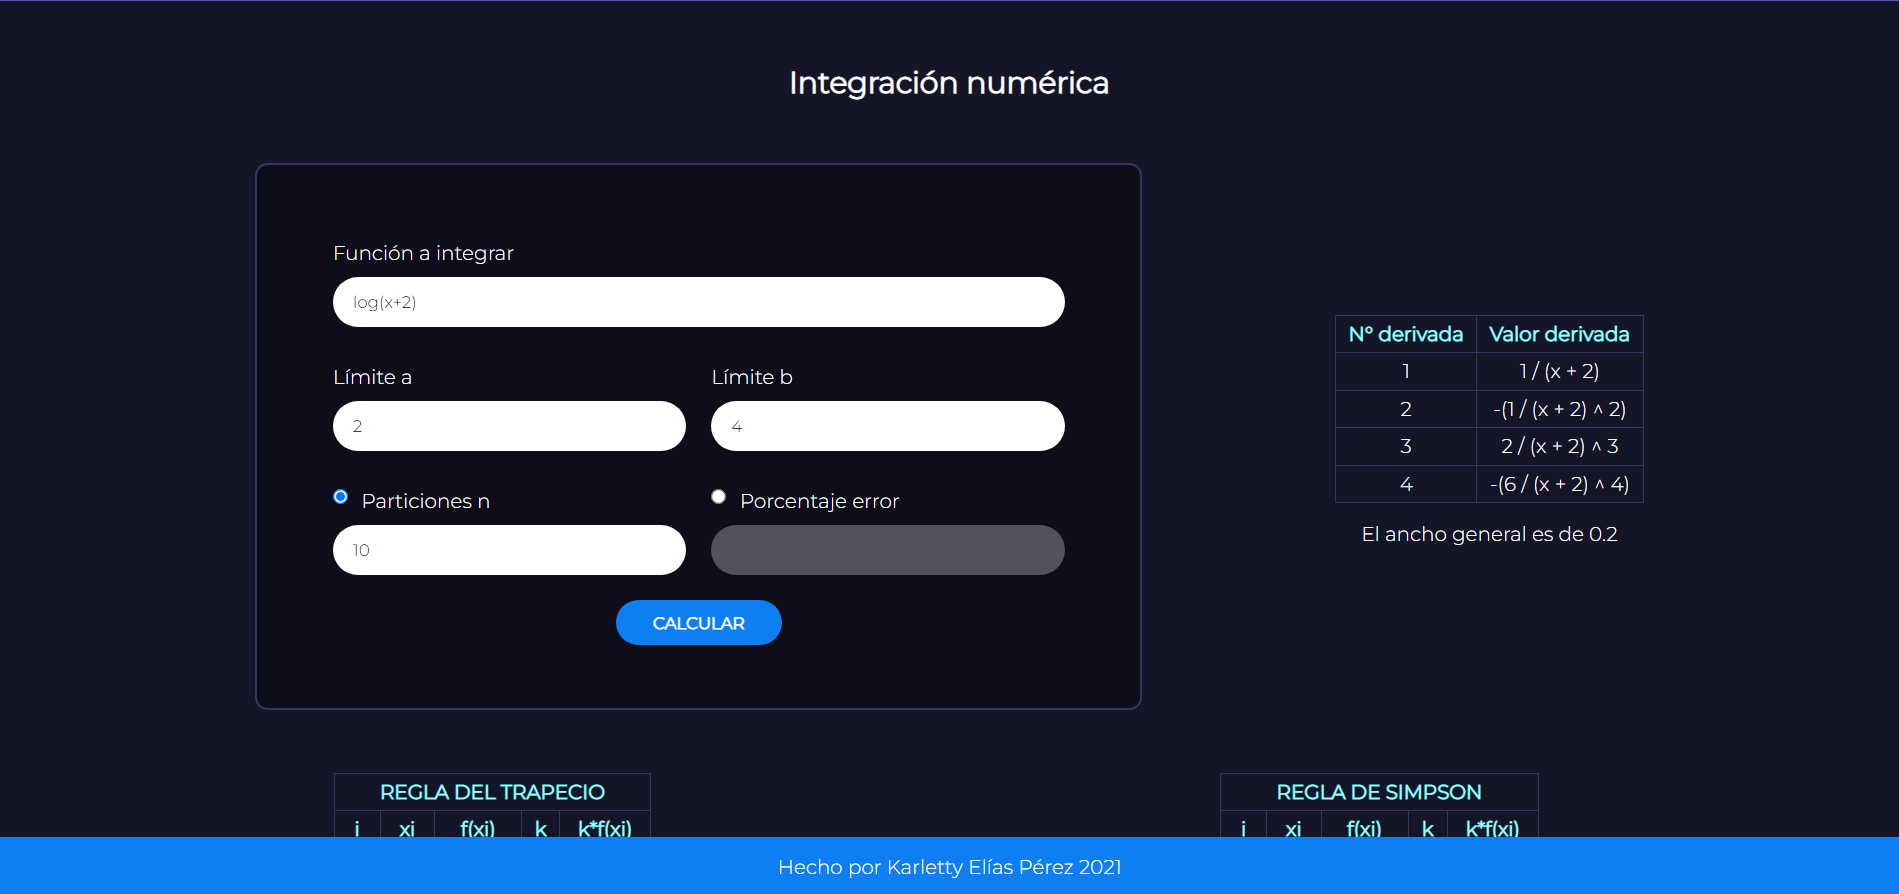 Integración numérica
Función a integrar
log(x+2)
Límite a
Límite b
2
4
Particiones n
Porcentaje error
10
CALCULAR
N° derivada
Valor derivada
1
1 / (x + 2)
2
-(1 / (x + 2) ^ 2)
3
2 / (x + 2) ^ 3
4
-(6 / (x + 2) ^ 4)
El ancho general es de 0.2
REGLA DEL TRAPECIO
i
xi
f(xi)
k
k*f(xi)
REGLA DE SIMPSON
i
xi
f(xi)
k
k*f(xi)
Hecho por Karletty Elías Pérez 2021